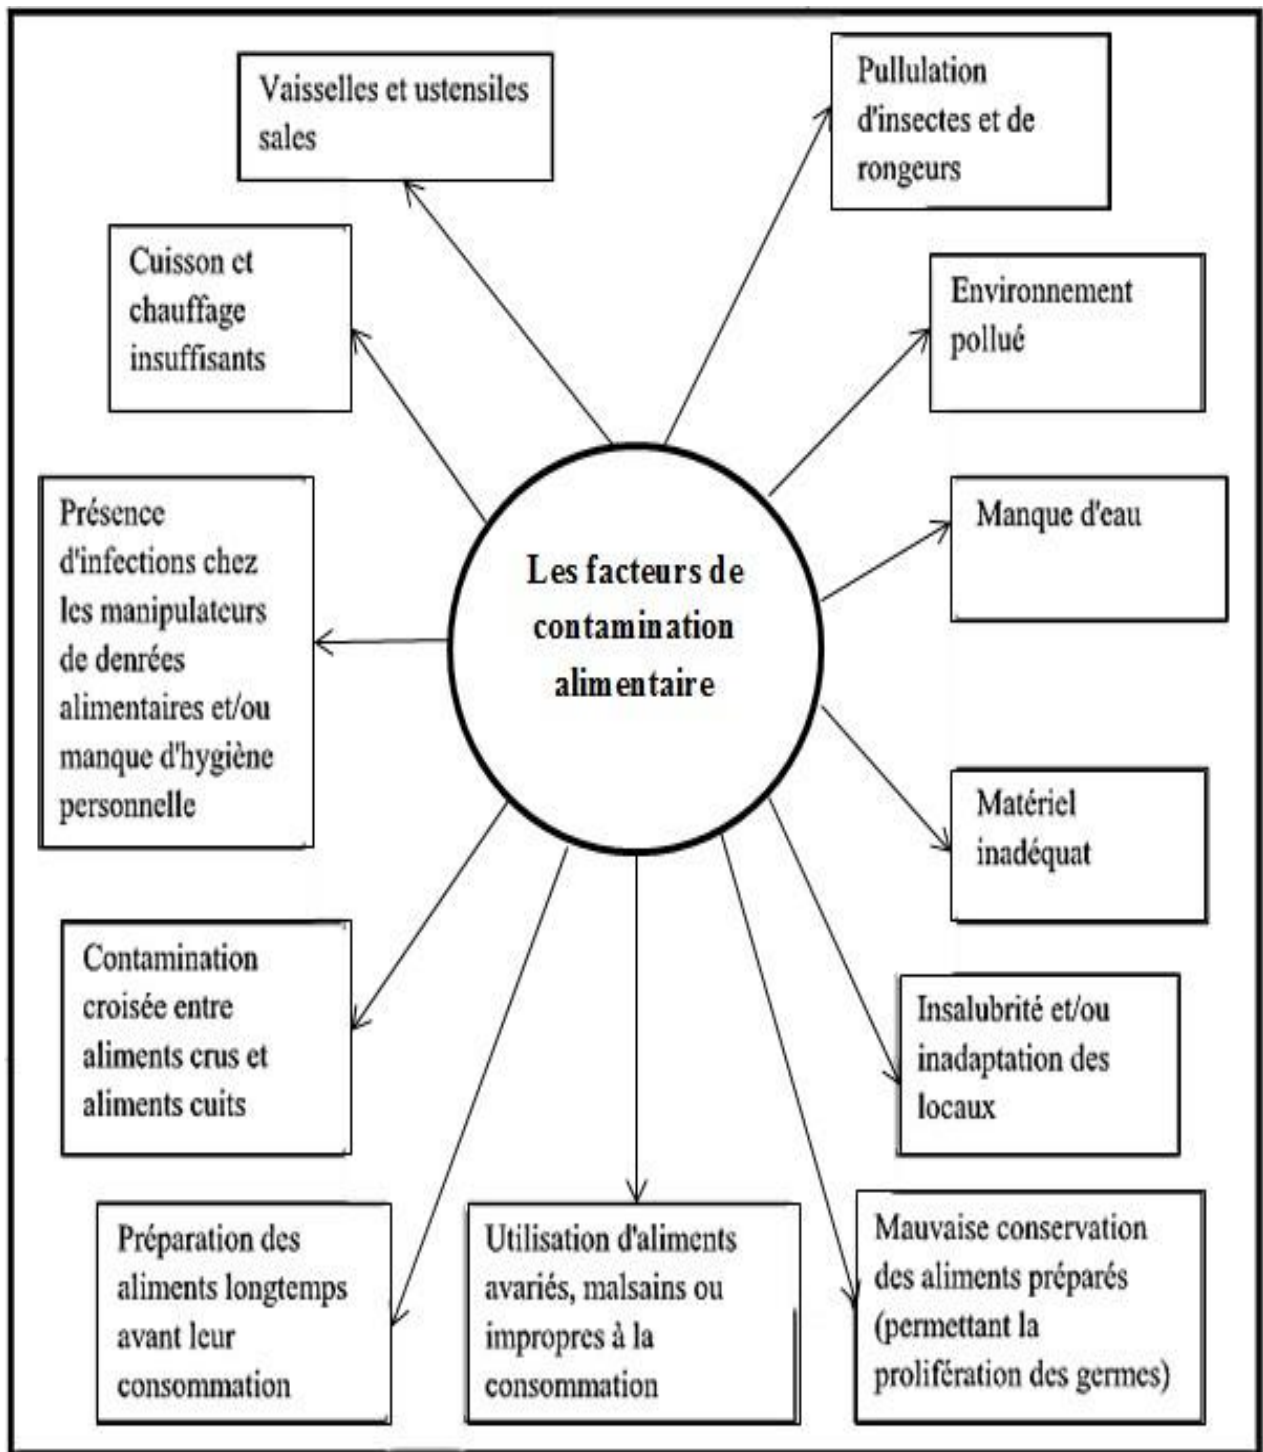 Vaisselles et ustensiles
sales
Pullulation
d'insectes et de
rongeurs
Cuisson et
chauffage
insuffisants
Environnement
pollué
Présence
d'infections chez
les manipulateurs
de denrées
alimentaires et/ou
manque d'hygiène
personnelle
Les facteurs de
contamination
alimentaire
Manque d'eau
Matériel
inadéquat
Contamination
croisée entre
aliments crus et
aliments cuits
Insalubrité et/ou
inadaptation des
locaux
Préparation des
aliments longtemps
avant leur
consommation
Utilisation d'aliments
avariés, malsains ou
impropres à la
consommation
Mauvaise conservation
des aliments préparés
(permettant la
prolifération des germes)